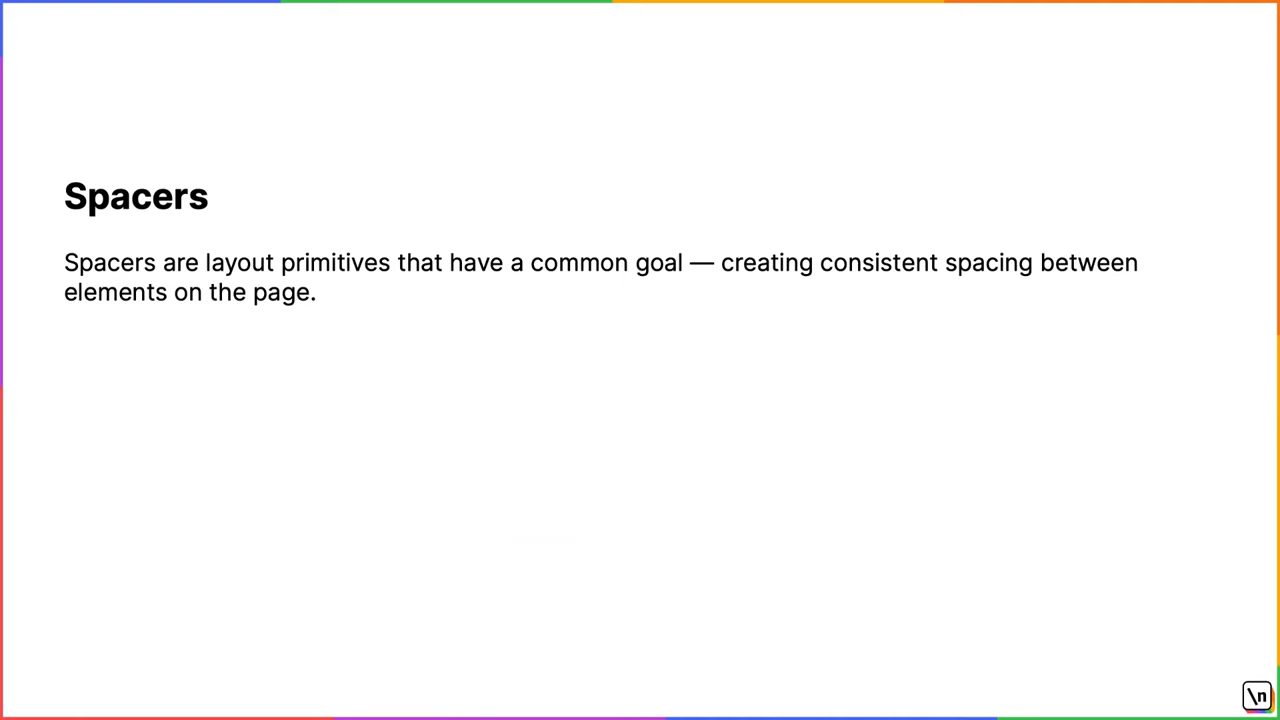 Spacers
Spacers are layout primitives that have a common goal — creating consistent spacing between
elements on the page.
\n